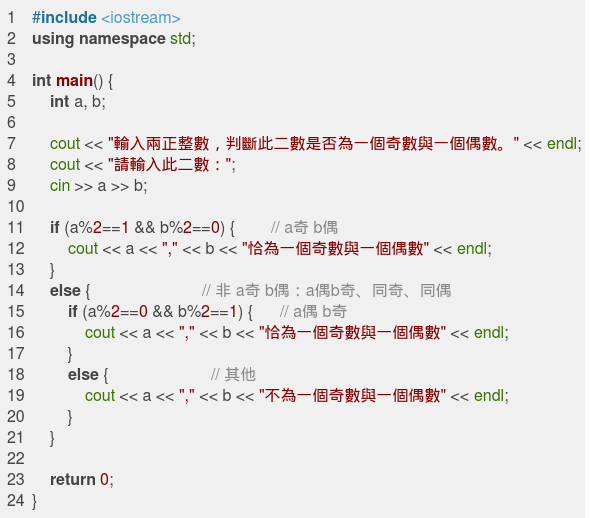 1 #include <iostream>
2 using namespace std;
3
4 int main() {
5     int a, b;
6
7     cout << "輸入兩正整數，判斷此二數是否為一個奇數與一個偶數。" << endl;
8     cout << "請輸入此二數：";
9     cin >> a >> b;
10
11     if (a%2==1 && b%2==0) {        // a奇 b偶
12         cout << a << "," << b << "恰為一個奇數與一個偶數" << endl;
13     }
14     else {                         // 非 a奇 b偶：a偶b奇、同奇、同偶
15         if (a%2==0 && b%2==1) {      // a偶 b奇
16             cout << a << "," << b << "恰為一個奇數與一個偶數" << endl;
17         }
18         else {                       // 其他
19             cout << a << "," << b << "不為一個奇數與一個偶數" << endl;
20         }
21     }
22
23     return 0;
24 }